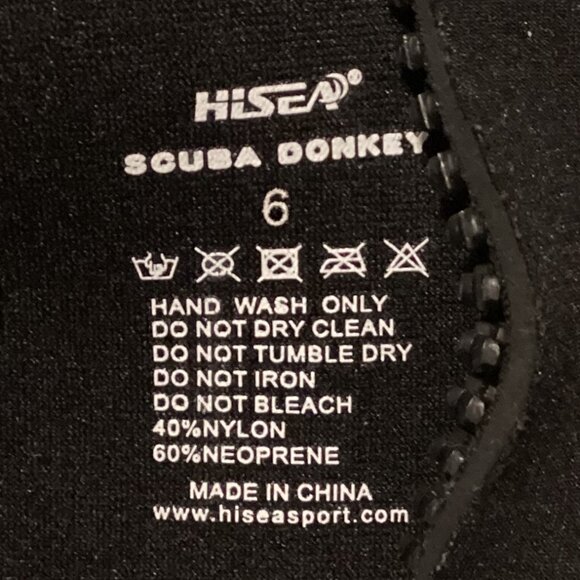 HISEA®
SCUBA DONKEY
6
HAND WASH ONLY
DO NOT DRY CLEAN
DO NOT TUMBLE DRY
DO NOT IRON
DO NOT BLEACH
40%NYLON
60%NEOPRENE
MADE IN CHINA
www.hiseasport.com